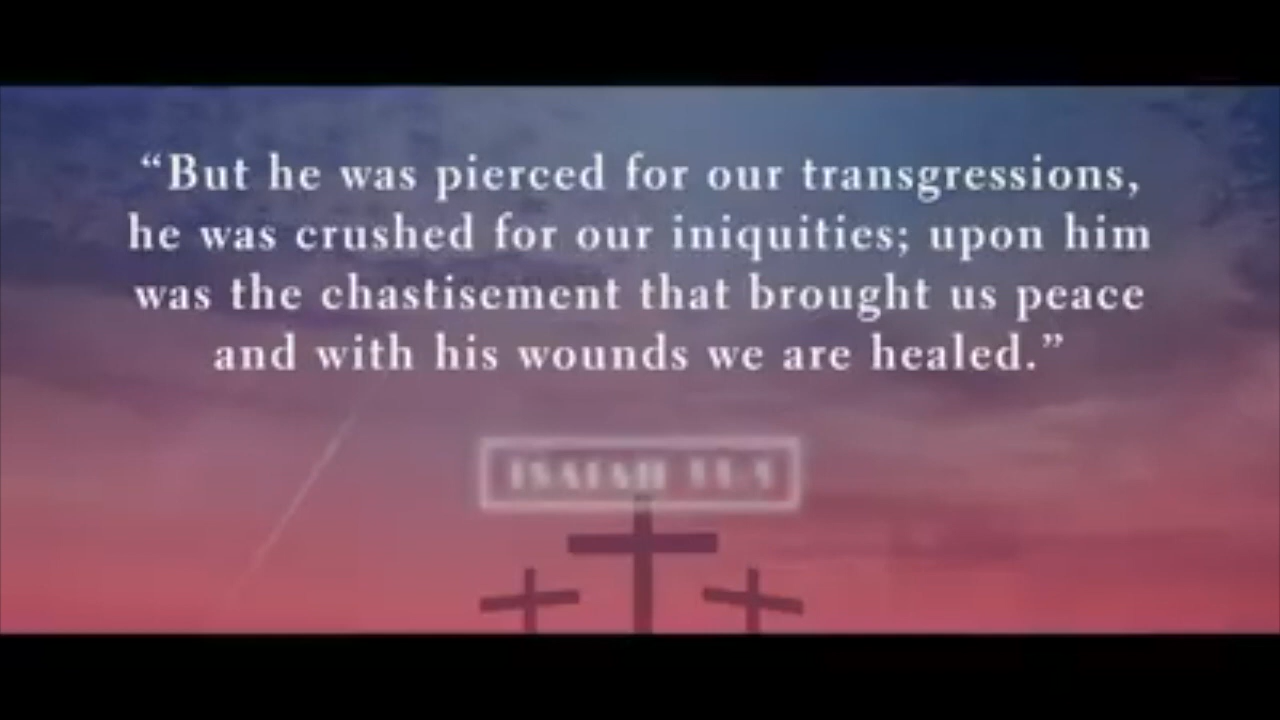 “But he was pierced for our transgressions,
he was crushed for our iniquities; upon him
was the chastisement that brought us peace
and with his wounds we are healed.”
ISAIAH